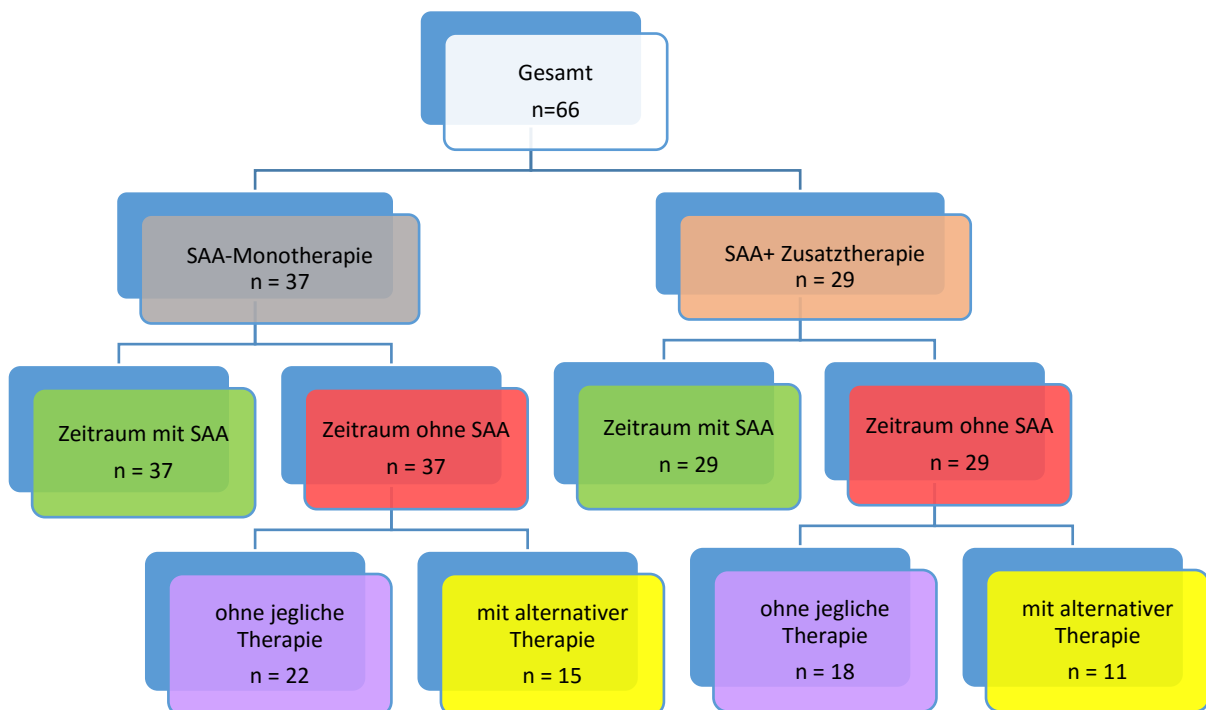 Gesamt
n=66
SAA-Monotherapie
n = 37
SAA+ Zusatztherapie
n = 29
Zeitraum mit SAA
n = 37
Zeitraum ohne SAA
n = 37
Zeitraum mit SAA
n = 29
Zeitraum ohne SAA
n = 29
ohne jegliche
Therapie
n = 22
mit alternativer
Therapie
n = 15
ohne jegliche
Therapie
n = 18
mit alternativer
Therapie
n = 11